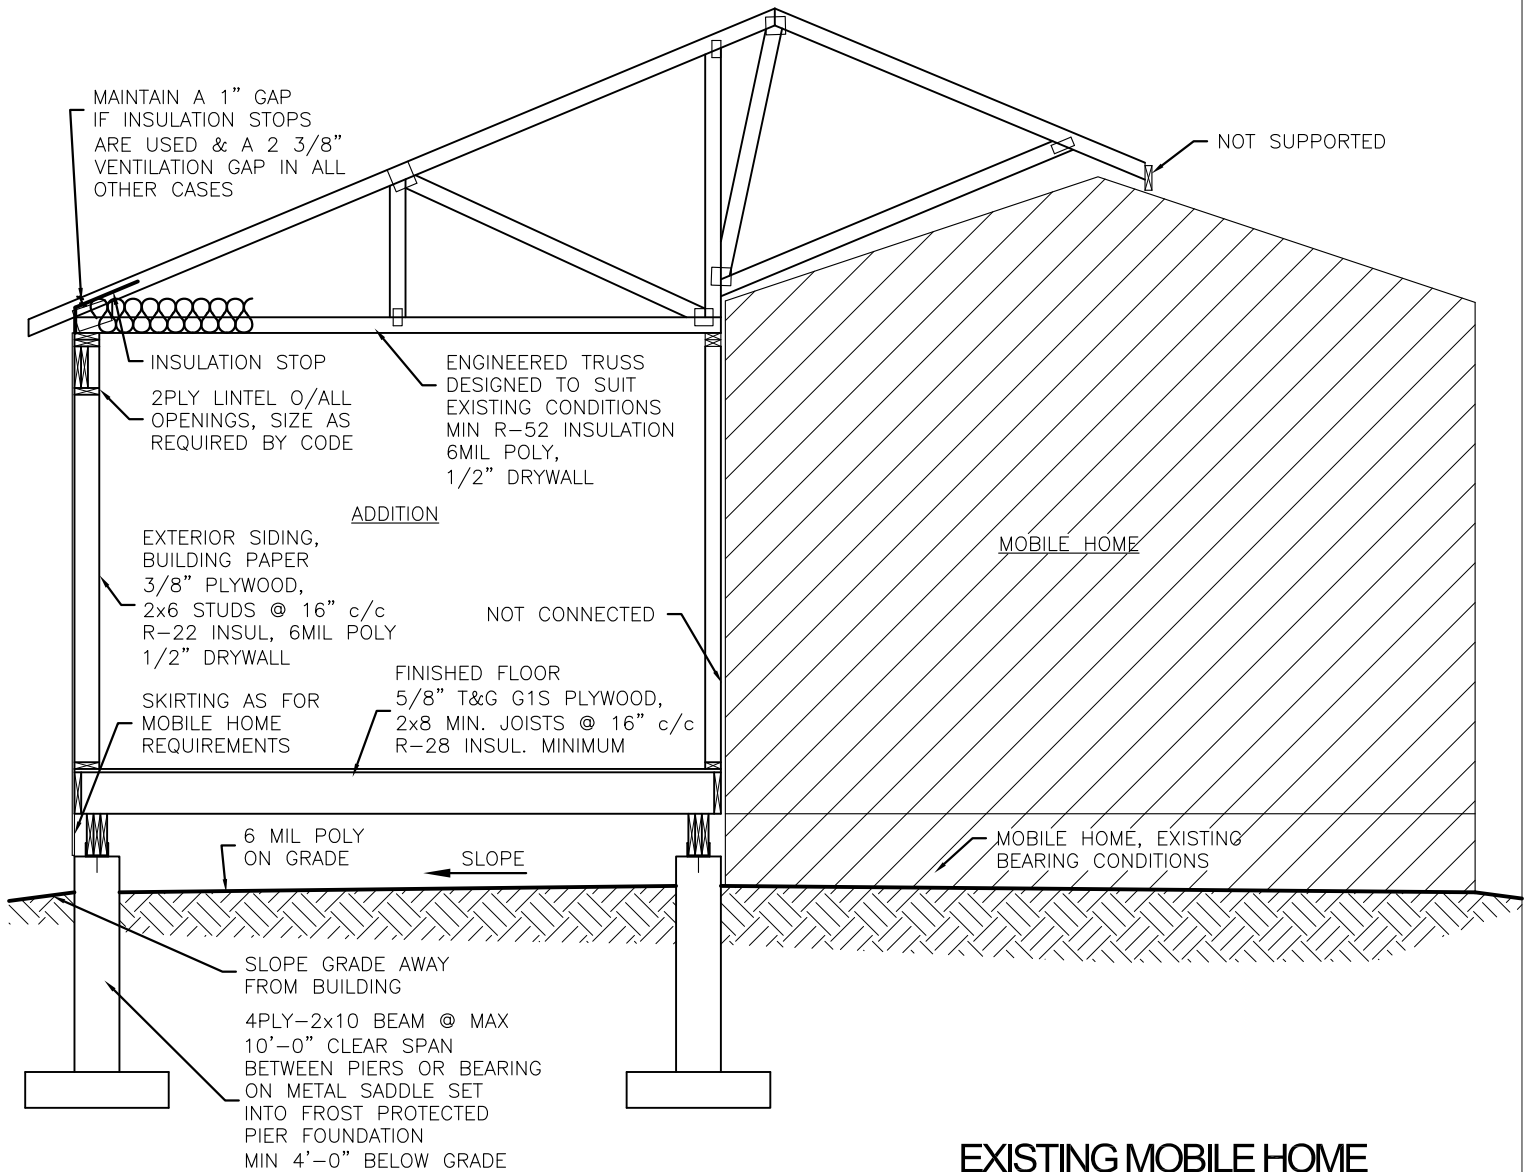 MAINTAIN A 1" GAP
IF INSULATION STOPS
ARE USED & A 2 3/8"
VENTILATION GAP IN ALL
OTHER CASES
NOT SUPPORTED
INSULATION STOP
2PLY LINTEL O/ALL
OPENINGS, SIZE AS
REQUIRED BY CODE
ENGINEERED TRUSS
DESIGNED TO SUIT
EXISTING CONDITIONS
MIN R-52 INSULATION
6MIL POLY,
1/2" DRYWALL
ADDITION
MOBILE HOME
EXTERIOR SIDING,
BUILDING PAPER
3/8" PLYWOOD,
2x6 STUDS @ 16" c/c
R-22 INSUL, 6MIL POLY
1/2" DRYWALL
NOT CONNECTED
SKIRTING AS FOR
MOBILE HOME
REQUIREMENTS
FINISHED FLOOR
5/8" T&G G1S PLYWOOD,
2x8 MIN. JOISTS @ 16" c/c
R-28 INSUL. MINIMUM
6 MIL POLY
ON GRADE
SLOPE
MOBILE HOME, EXISTING
BEARING CONDITIONS
SLOPE GRADE AWAY
FROM BUILDING
4PLY-2x10 BEAM @ MAX
10'-0" CLEAR SPAN
BETWEEN PIERS OR BEARING
ON METAL SADDLE SET
INTO FROST PROTECTED
PIER FOUNDATION
MIN 4'-0" BELOW GRADE
EXISTING MOBILE HOME